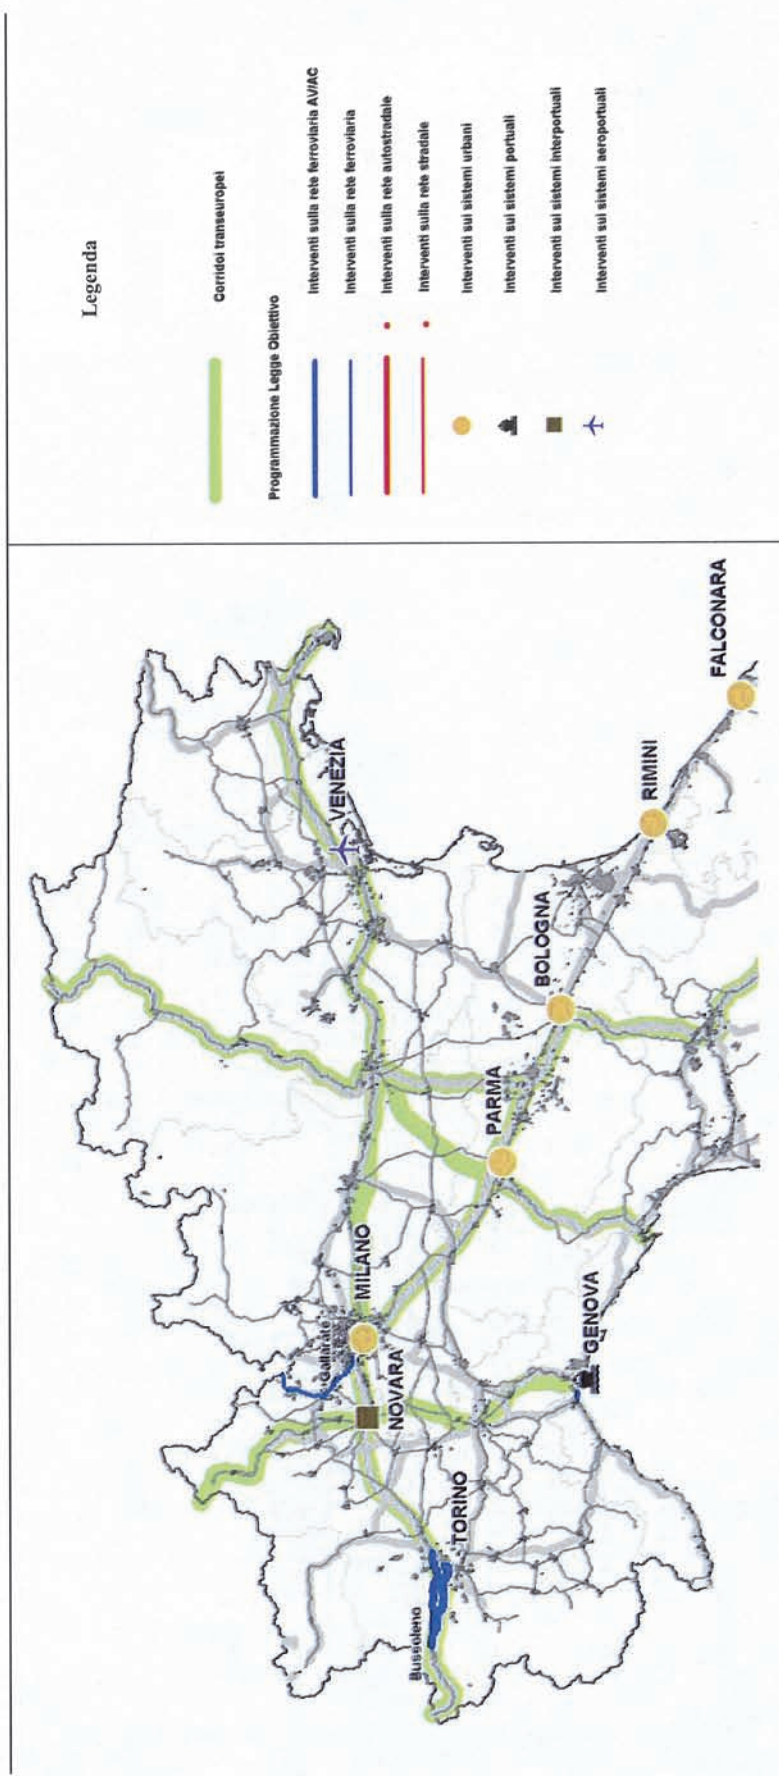 Legenda
Corridoi transeuropei
Programmazione Legge Obiettivo
Interventi sulla rete ferroviaria AV/AC
Interventi sulla rete ferroviaria
Interventi sulla rete autostradale
Interventi sulla rete stradale
Interventi sui sistemi urbani
Interventi sui sistemi portuali
Interventi sui sistemi interportuali
Interventi sui sistemi aeroportuali
VENEZIA
Gallarate
MILANO
NOVARA
Bussoleno
TORINO
PARMA
BOLOGNA
GENOVA
RIMINI
FALCONARA